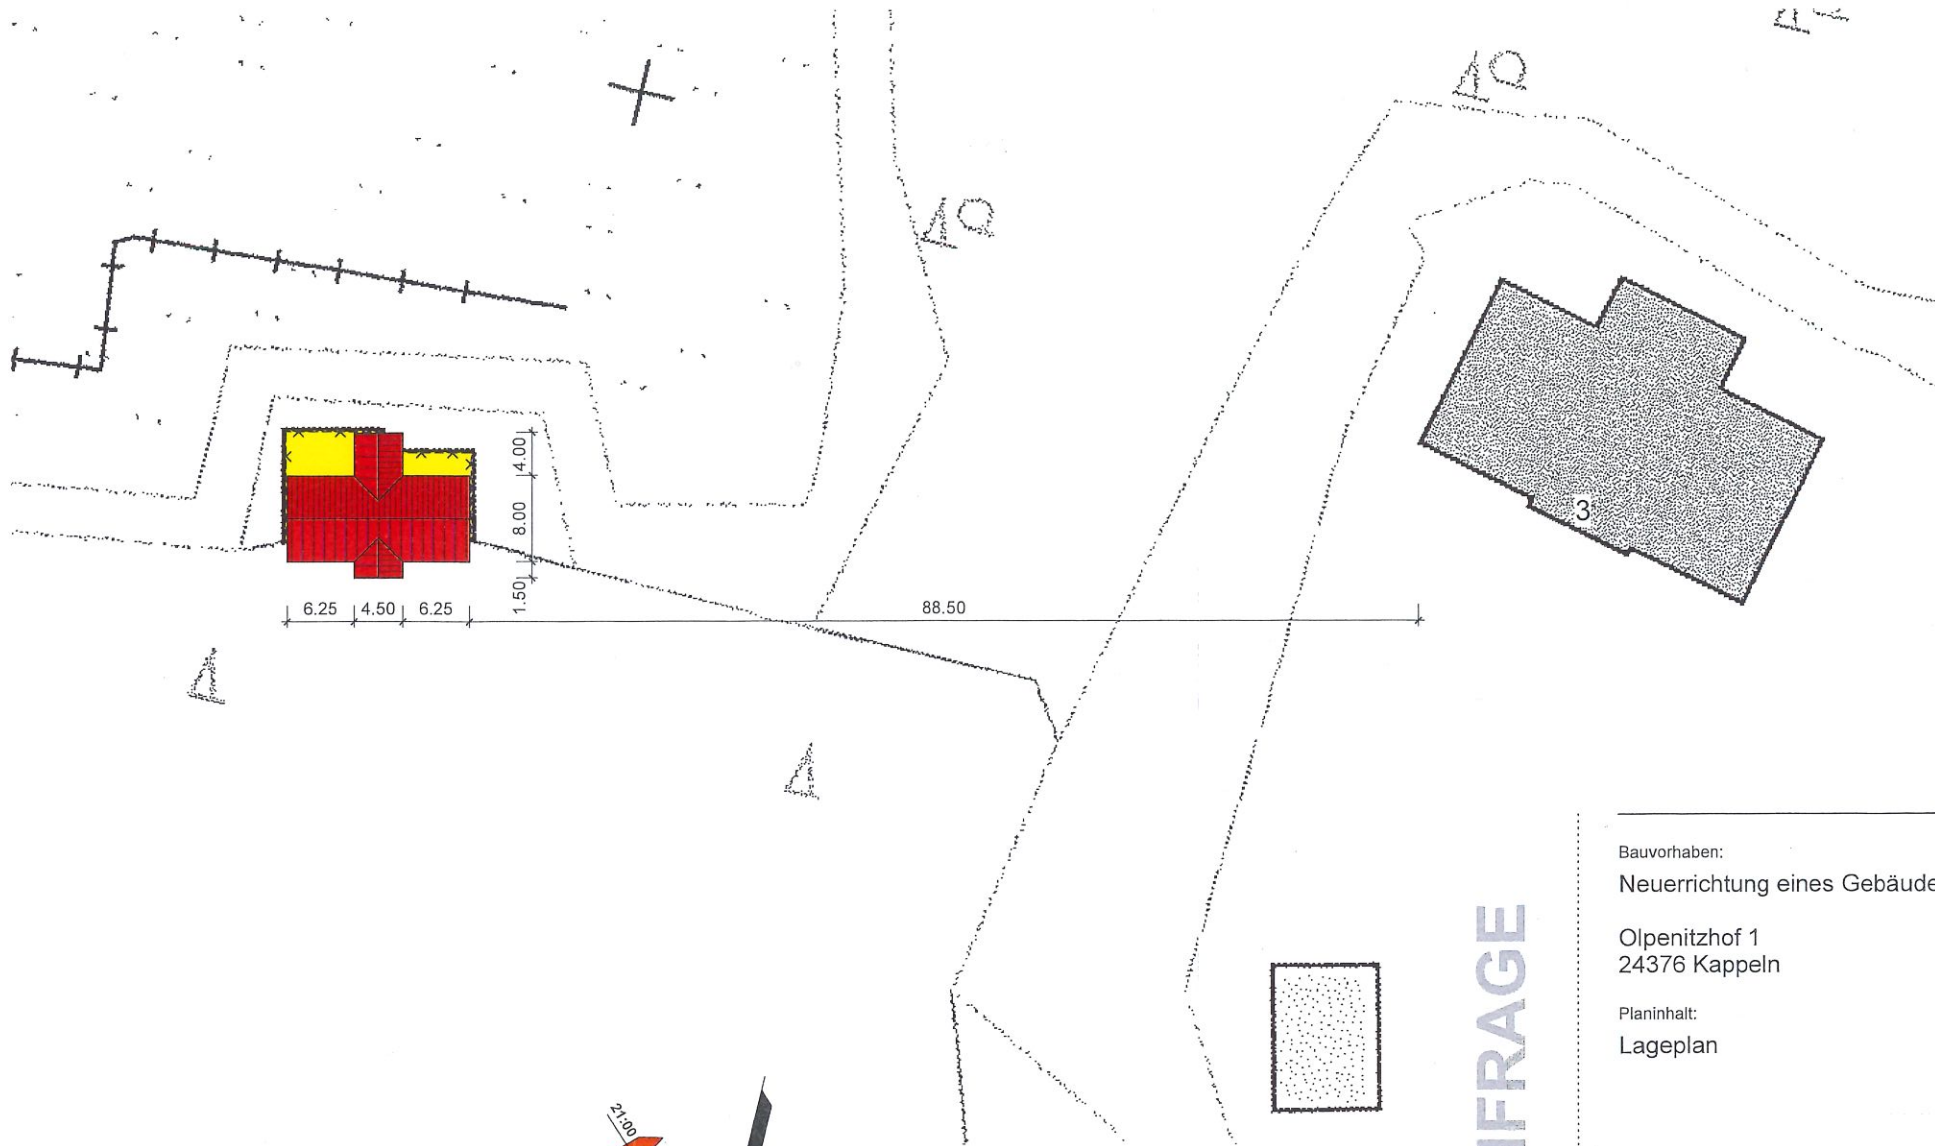 4.00
8.00
1.50
6.25
4.50
6.25
88.50
3
Bauvorhaben:
Neuerrichtung eines Gebäude
Olpenitzhof 1
24376 Kappeln
Planinhalt:
Lageplan
FRAGE
21:00